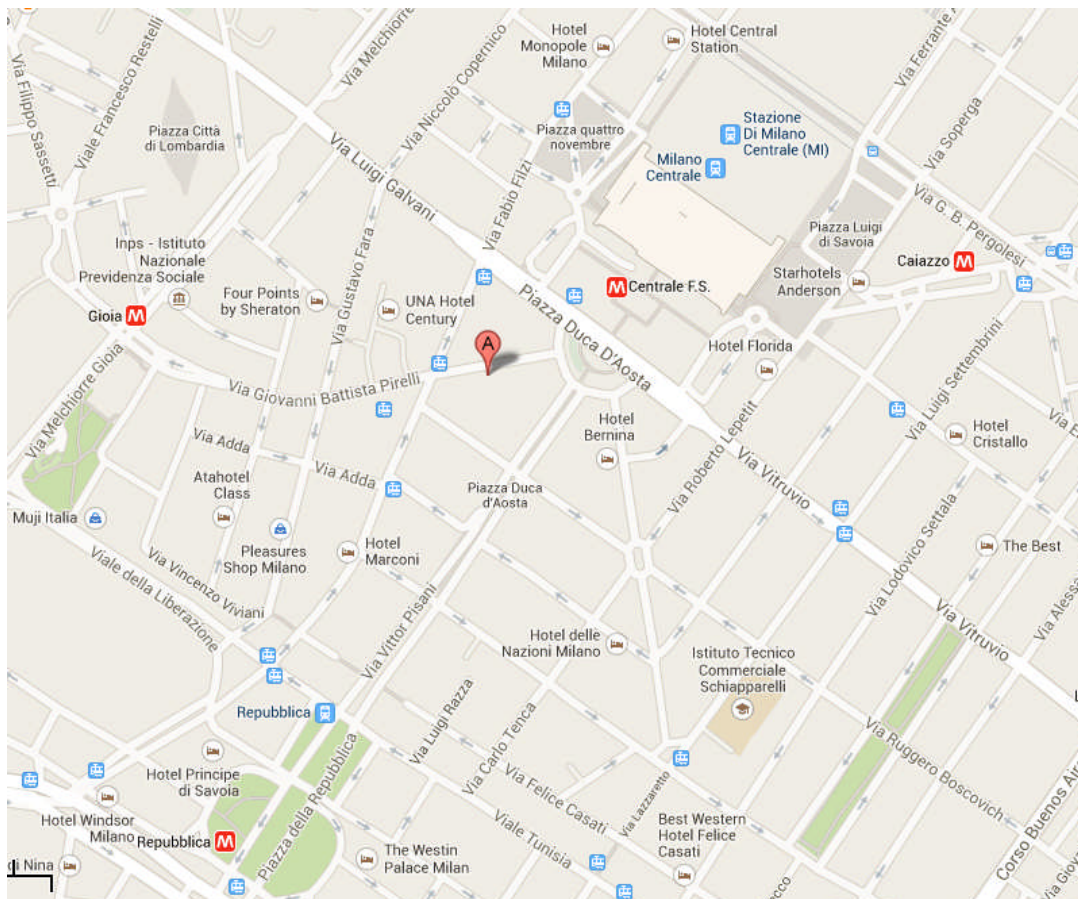 Hotel
Monopole
Milano
Hotel Central
Station
Via Filippo Sassetti
Viale Francesco Restelli
Via Melchiorre
Via Niccolò Copernico
Via Ferrante
Via Soperga
Piazza Città
di Lombardia
Via Luigi Galvani
Via Fabio Filzi
Piazza quattro
novembre
Stazione
Di Milano
Centrale (MI)
Milano
Centrale
Via G. B. Pergolesi
Piazza Luigi
di Savoia
Inps - Istituto
Nazionale
Previdenza Sociale
Via Gustavo Fara
Caiazzo
M
Starhotels
Anderson
Gioia
M
Four Points
by Sheraton
UNA Hotel
Century
M
Centrale F.S.
Piazza Duca D'Aosta
A
Hotel Florida
Via Luigi Settembrini
Via Melchiorre Gioia
Via Giovanni Battista Pirelli
Via Adda
Via Adda
Hotel
Bernina
Via Roberto Lepetit
Via Vitruvio
Hotel
Cristallo
Atahotel
Class
Piazza Duca
d'Aosta
Muji Italia
Pleasures
Shop Milano
Hotel
Marconi
Via Lodovico Settala
The Best
Via Vincenzo Viviani
Viale della Liberazione
Via Vittor Pisani
Via Vitruvio
Via Alessa
Hotel delle
Nazioni Milano
Istituto Tecnico
Commerciale
Schiapparelli
Repubblica
Via Luigi Razza
Via Carlo Tenca
Via Ruggero Boscovich
Hotel Principe
di Savoia
Piazza della Repubblica
Via Felice Casati
Via Lazzaretto
Corso Buenos Air
Hotel Windsor
Milano
Repubblica
M
Viale Tunisia
Best Western
Hotel Felice
Casati
The Westin
Palace Milan
di Nina
Via Giov